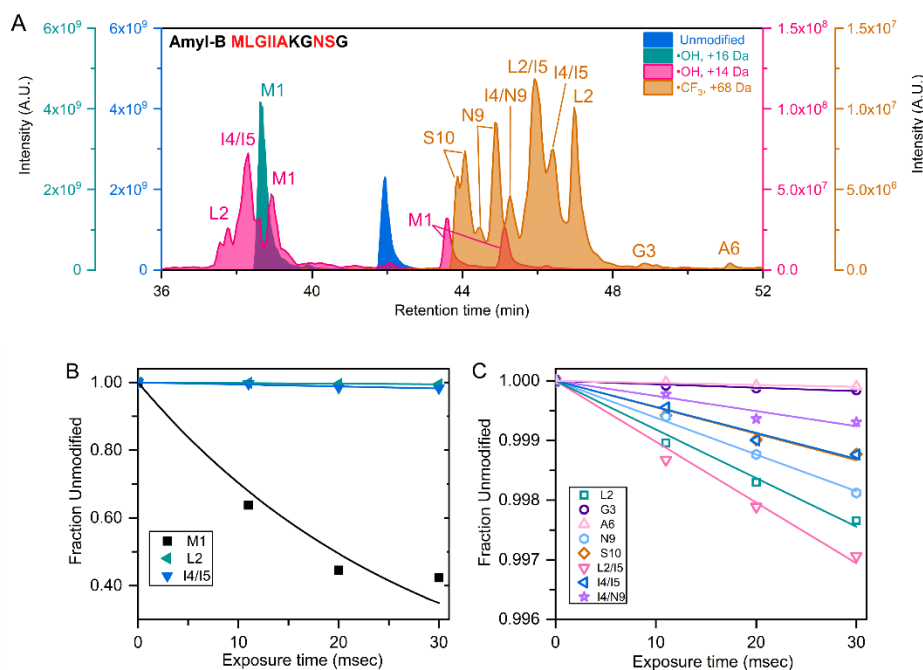 A
Amyl-B MLGIIAKGNSG
Unmodified
•OH, +16 Da
•OH, +14 Da
•CF₃, +68 Da
6x10⁹
4x10⁹
2x10⁹
0
Intensity (A.U.)
6x10⁹
4x10⁹
2x10⁹
0
M1
I4/I5
L2
M1
S10
N9
I4/N9
L2/I5
I4/I5
L2
M1
G3
A6
1.5x10⁸
1.0x10⁸
5.0x10⁷
0.0
1.5x10⁷
1.0x10⁷
5.0x10⁶
0.0
Intensity (A.U.)
36 40 44 48 52
Retention time (min)
B
1.00
0.80
0.60
0.40
Fraction Unmodified
M1
L2
I4/I5
0 10 20 30
Exposure time (msec)
C
1.000
0.999
0.998
0.997
0.996
Fraction Unmodified
L2
G3
A6
N9
S10
L2/I5
I4/I5
I4/N9
0 10 20 30
Exposure time (msec)